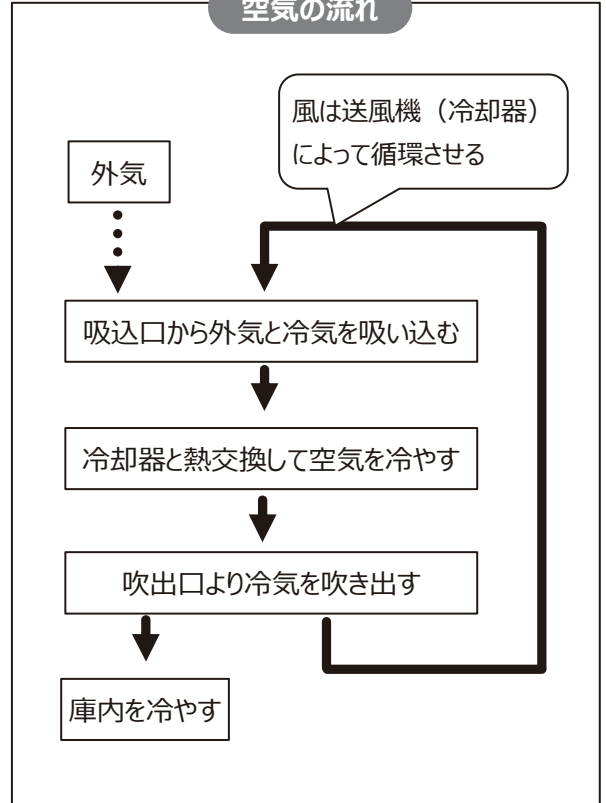 空気の流れ
風は送風機（冷却器）
によって循環させる
外気
吸込口から外気と冷気を吸い込む
冷却器と熱交換して空気を冷やす
吹出口より冷気を吹き出す
庫内を冷やす